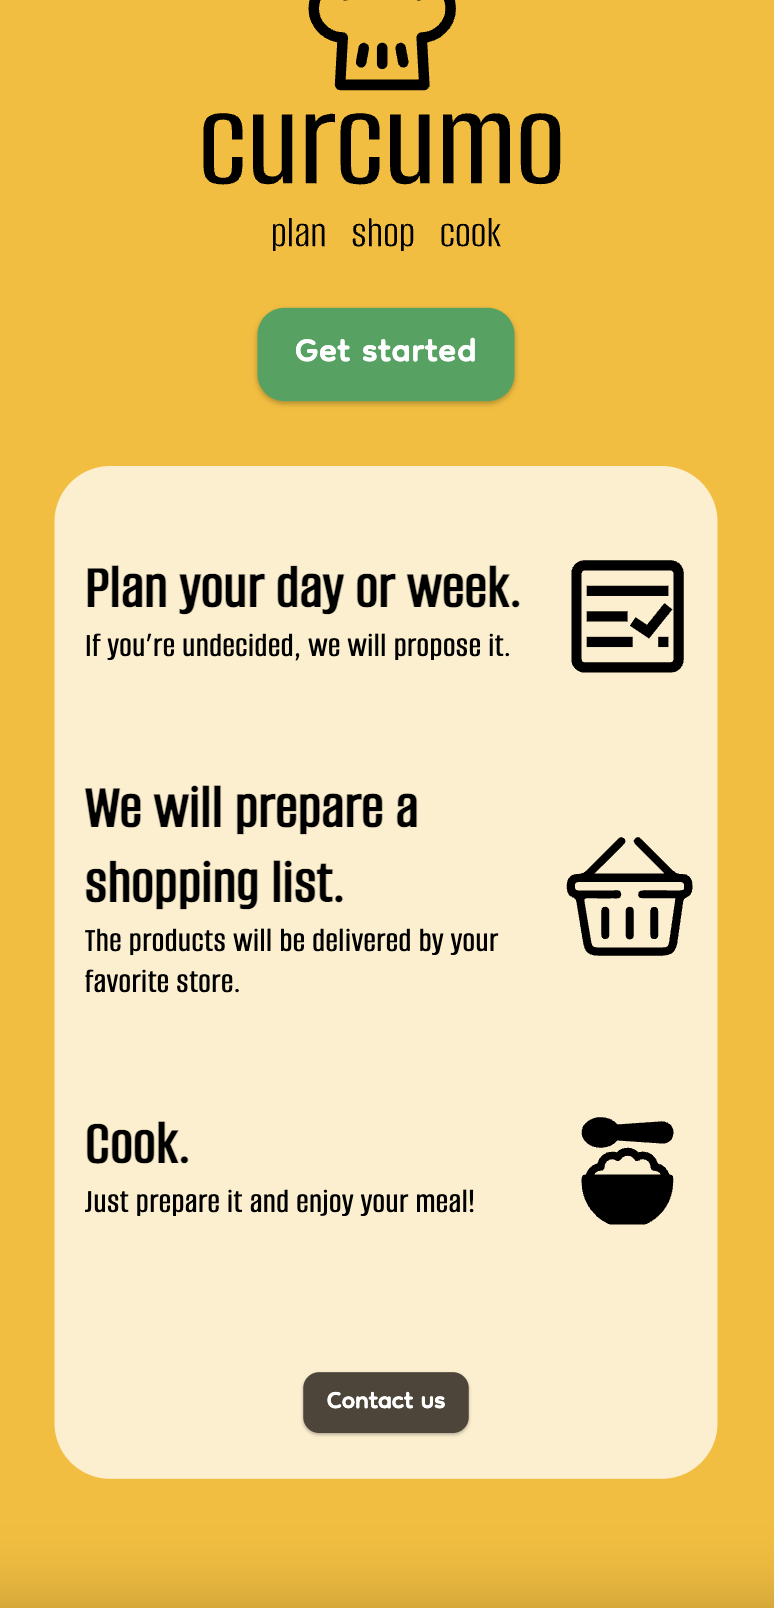 curcumo
plan shop cook
Get started
Plan your day or week.
If you're undecided, we will propose it.
We will prepare a
shopping list.
The products will be delivered by your
favorite store.
Cook.
Just prepare it and enjoy your meal!
Contact us